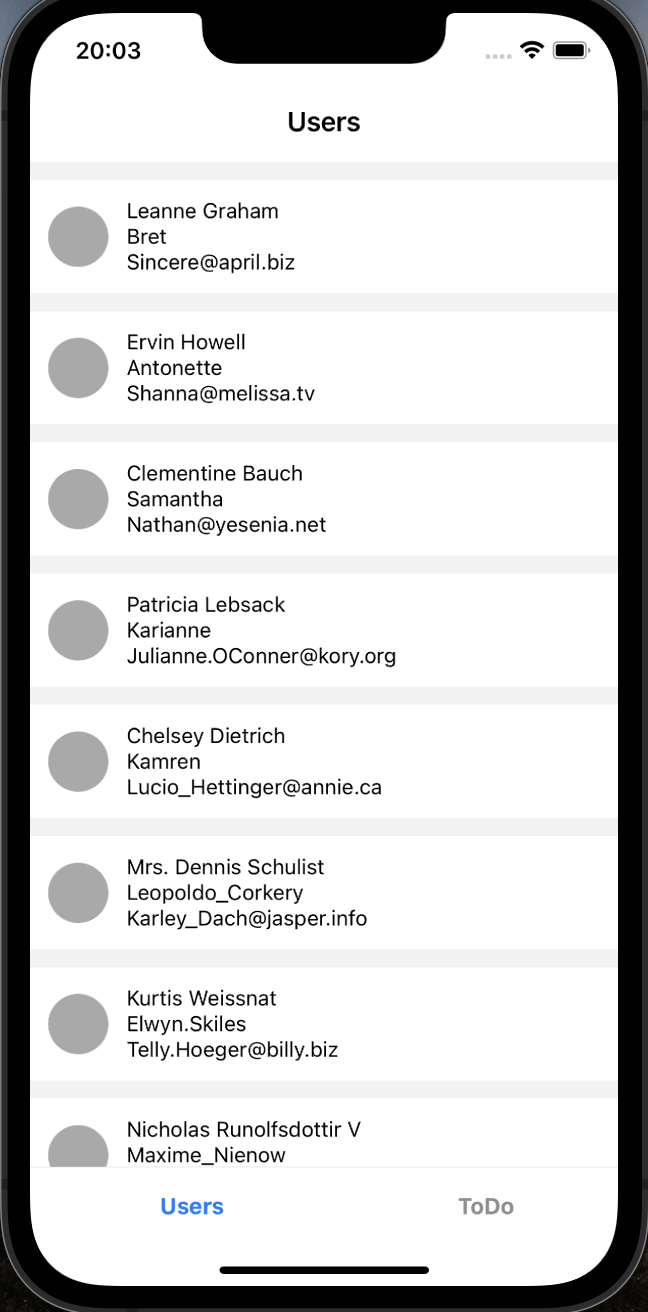 20:03
Users
Leanne Graham
Bret
Sincere@april.biz
Ervin Howell
Antonette
Shanna@melissa.tv
Clementine Bauch
Samantha
Nathan@yesenia.net
Patricia Lebsack
Karianne
Julianne.OConner@kory.org
Chelsey Dietrich
Kamren
Lucio_Hettinger@annie.ca
Mrs. Dennis Schulist
Leopoldo_Corkery
Karley_Dach@jasper.info
Kurtis Weissnat
Elwyn.Skiles
Telly.Hoeger@billy.biz
Nicholas Runolfsdottir V
Maxime_Nienow
Users ToDo